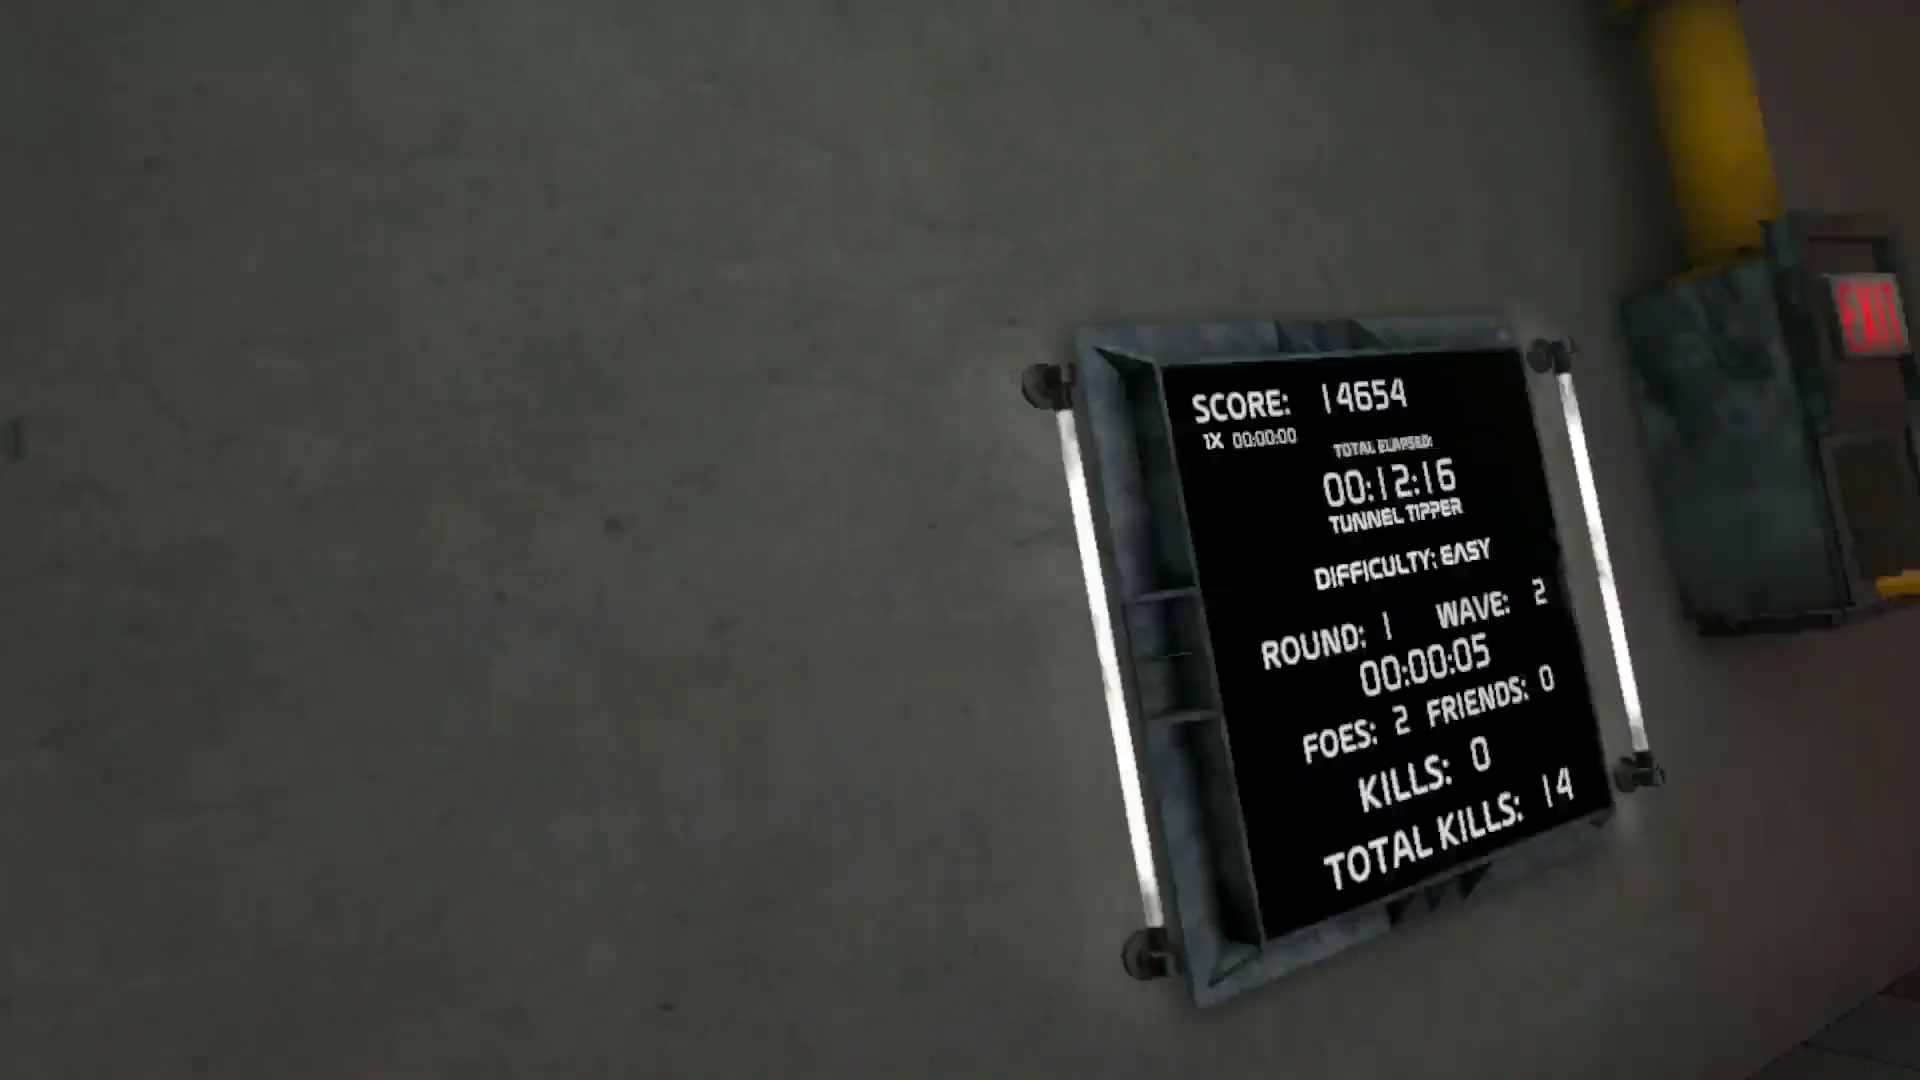 SCORE: 14654
1X 00:00:00
TOTAL ELAPSED:
00:12:16
TUNNEL TIPPER
DIFFICULTY: EASY
ROUND: 1 WAVE: 2
00:00:05
FOES: 2 FRIENDS: 0
KILLS: 0
TOTAL KILLS: 14
EXIT